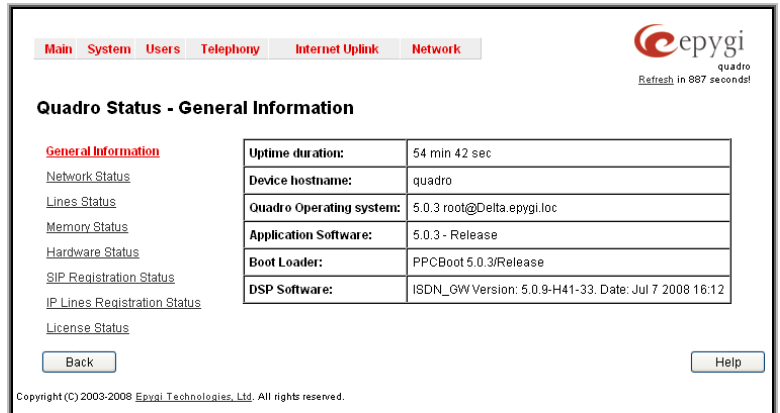 Main System Users Telephony Internet Uplink Network
epygi
quadro
Refresh in 887 seconds!
Quadro Status - General Information
General Information
Network Status
Lines Status
Memory Status
Hardware Status
SIP Registration Status
IP Lines Registration Status
License Status
Uptime duration: 54 min 42 sec
Device hostname: quadro
Quadro Operating system: 5.0.3 root@Delta.epygi.loc
Application Software: 5.0.3 - Release
Boot Loader: PPCBoot 5.0.3/Release
DSP Software: ISDN_GW Version: 5.0.9-H41-33. Date: Jul 7 2008 16:12
Back
Help
Copyright (C) 2003-2008 Epygi Technologies, Ltd. All rights reserved.